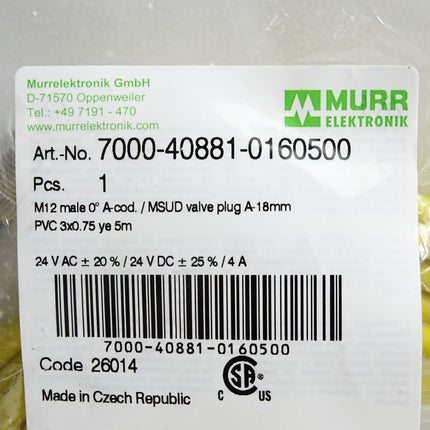 Murrelektronik GmbH
D-71570 Oppenweiler
Tel.: +49 7191 - 470
www.murrelektronik.com
MURR
ELEKTRONIK
Art.-No. 7000-40881-0160500
Pcs. 1
M12 male 0° A-cod. / MSUD valve plug A-18mm
PVC 3x0.75 ye 5m
24 V AC ± 20 % / 24 V DC ± 25 % / 4 A
7000-40881-0160500
Code 26014
C SA C US
Made in Czech Republic